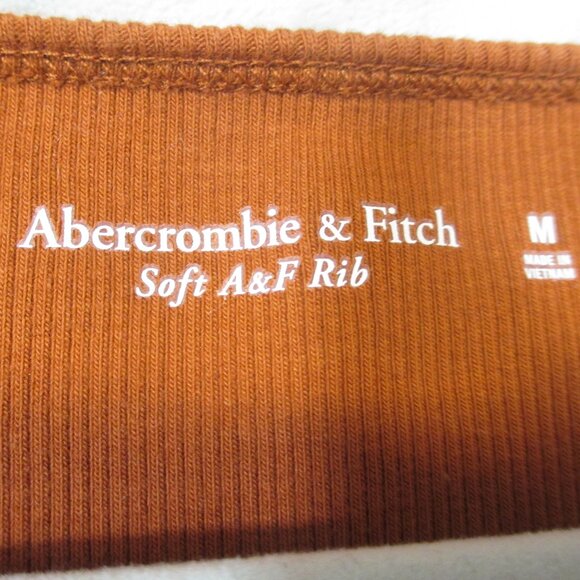 Abercrombie & Fitch
Soft A&F Rib
M
MADE IN
VIETNAM